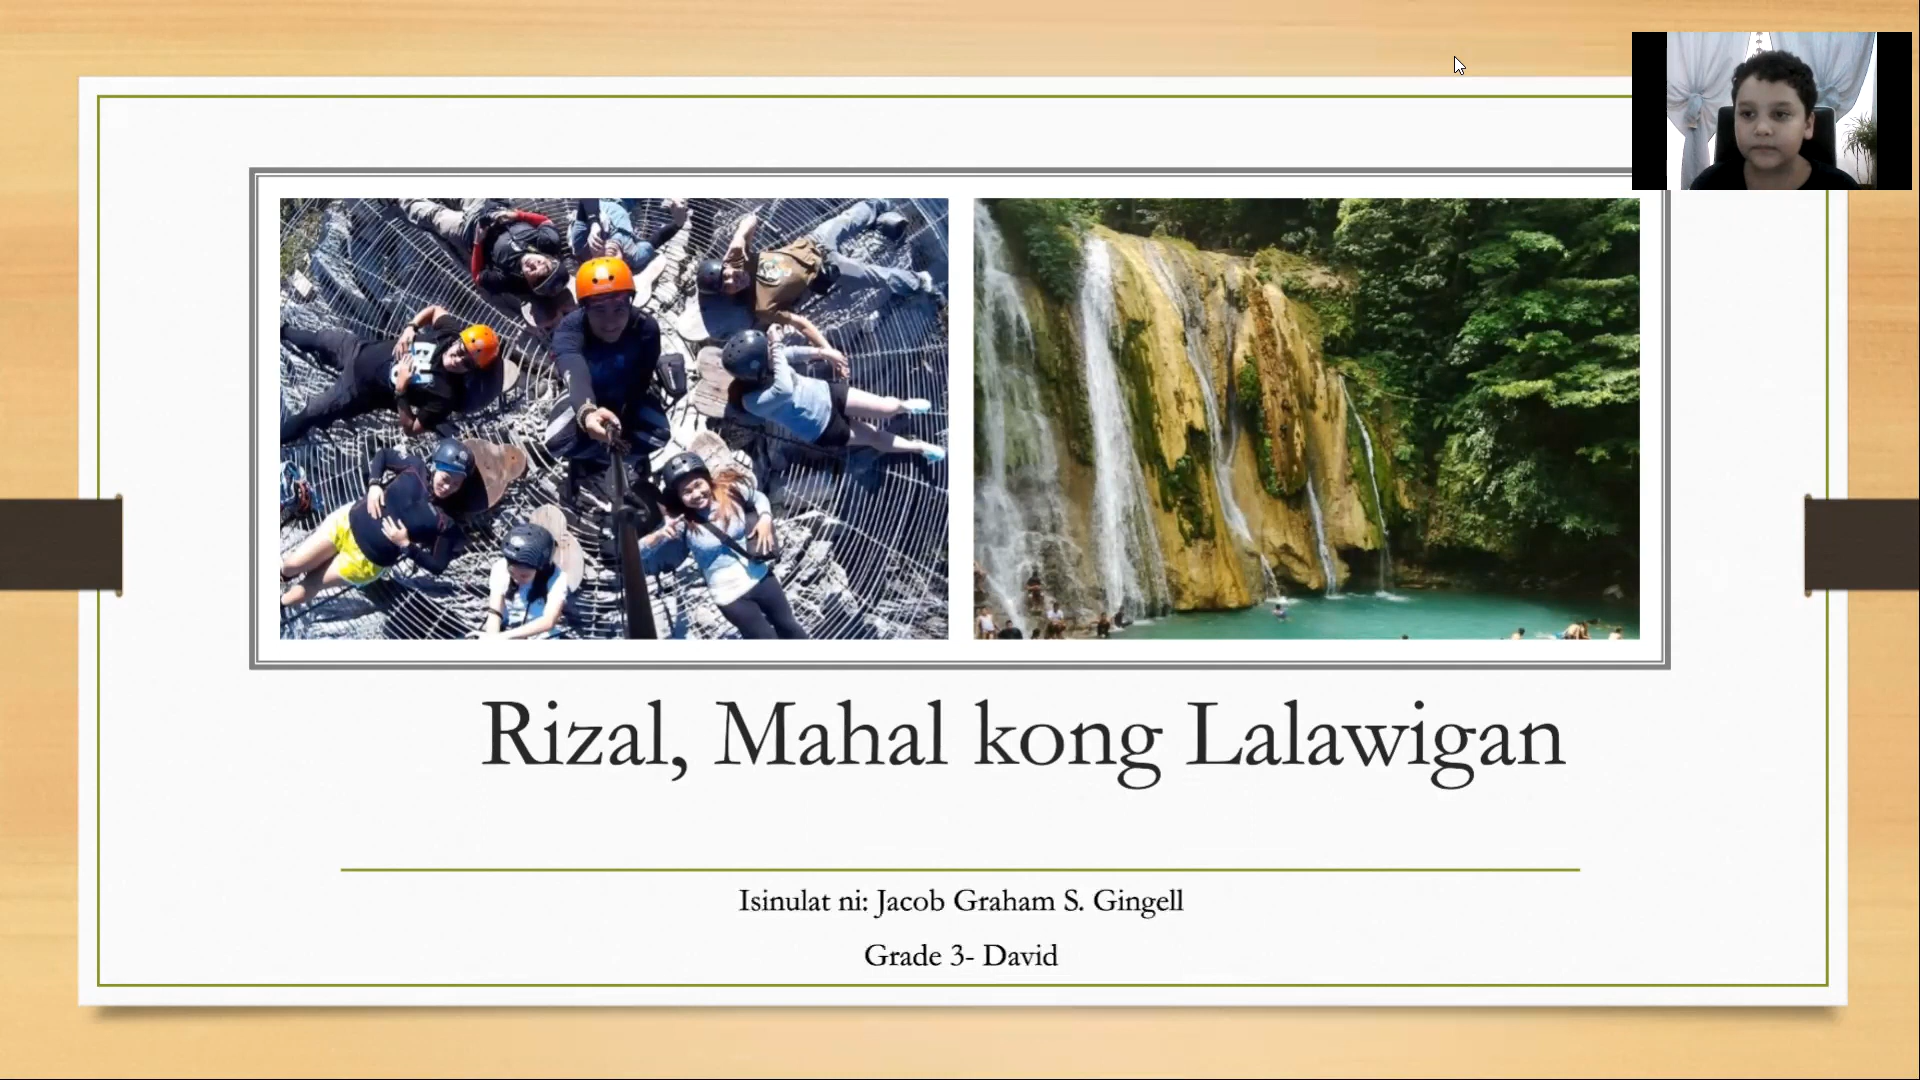 Rizal, Mahal kong Lalawigan
Isinulat ni: Jacob Graham S. Gingell
Grade 3- David